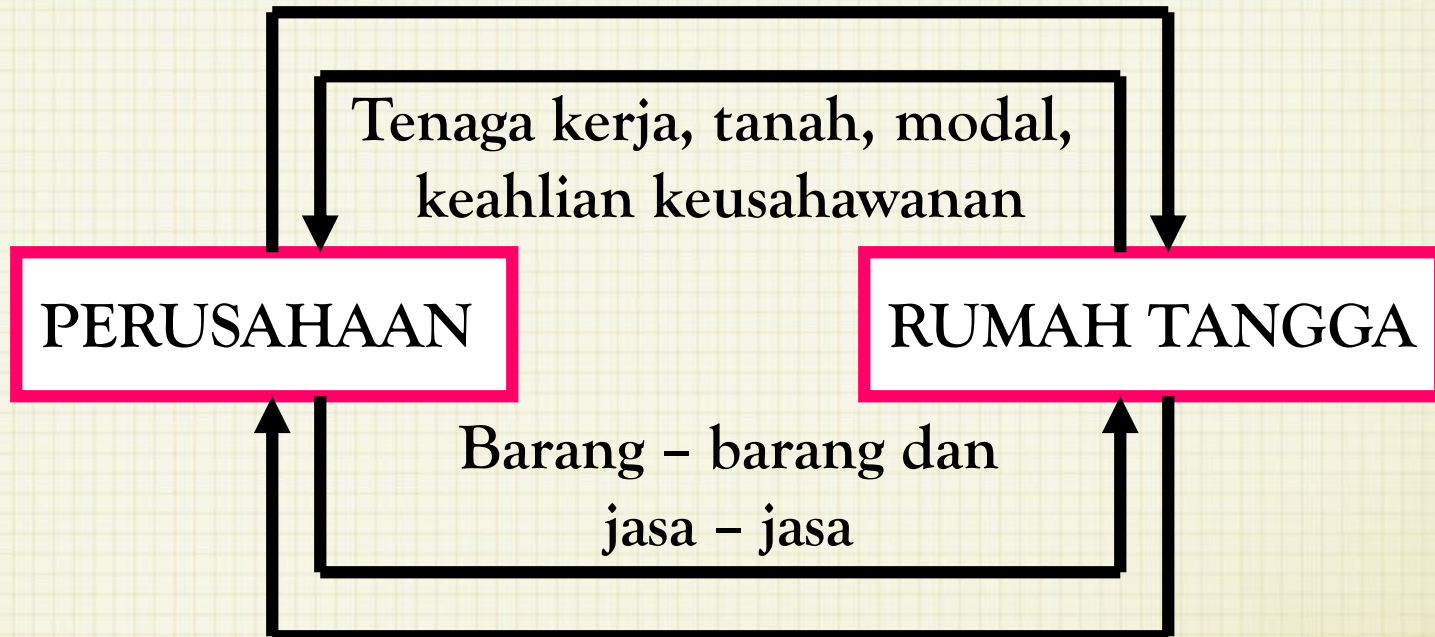 Tenaga kerja, tanah, modal,
keahlian keusahawanan
PERUSAHAAN
RUMAH TANGGA
Barang – barang dan
jasa – jasa